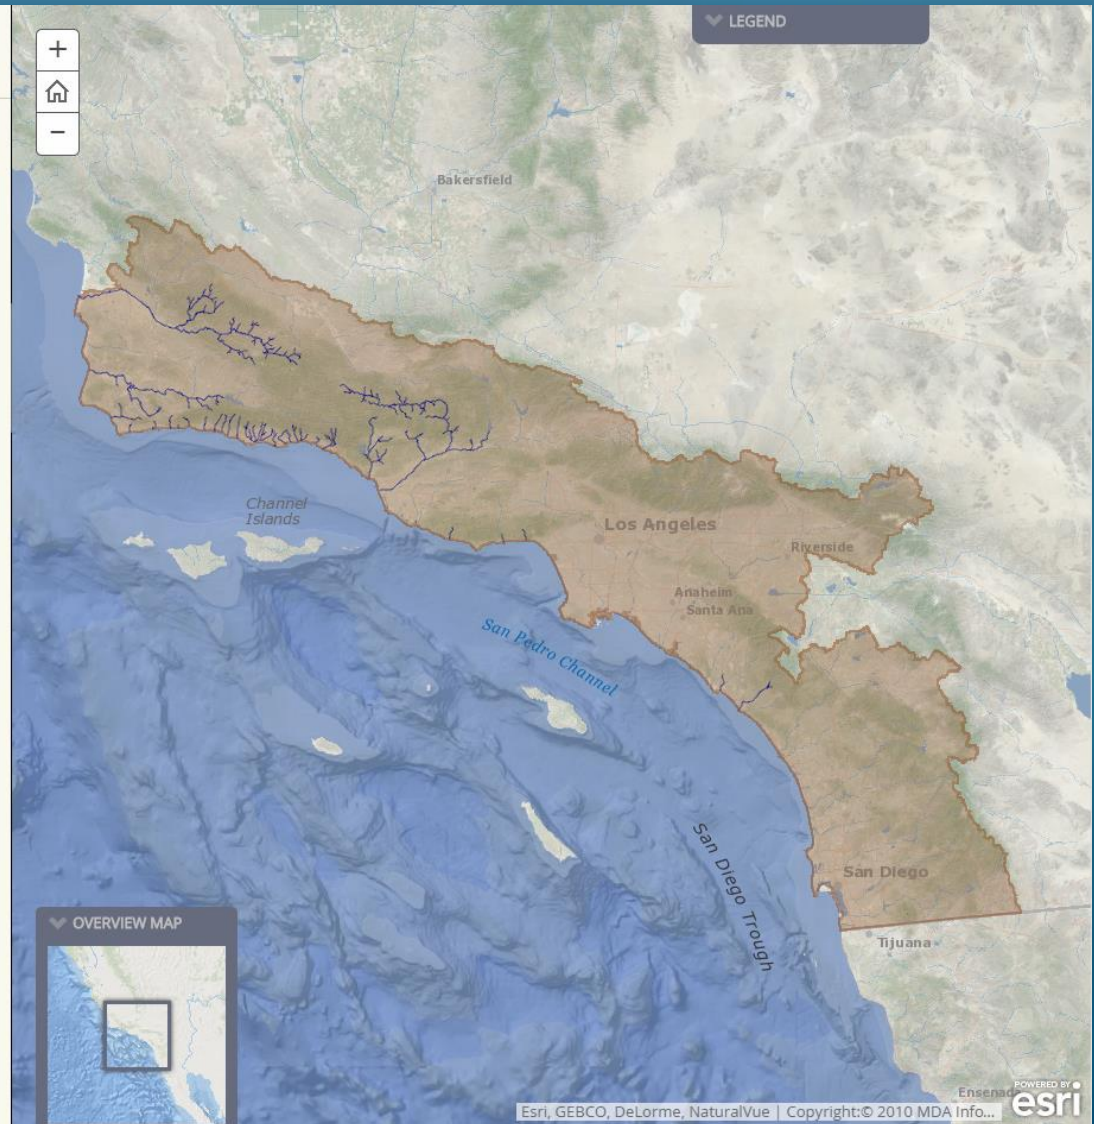 LEGEND
+
−
Bakersfield
Channel
Islands
Los Angeles
Riverside
Anaheim
Santa Ana
San Pedro Channel
San Diego Trough
San Diego
OVERVIEW MAP
Tijuana
Ensenada
POWERED BY
esri
Esri, GEBCO, DeLorme, NaturalVue | Copyright:© 2010 MDA Info...